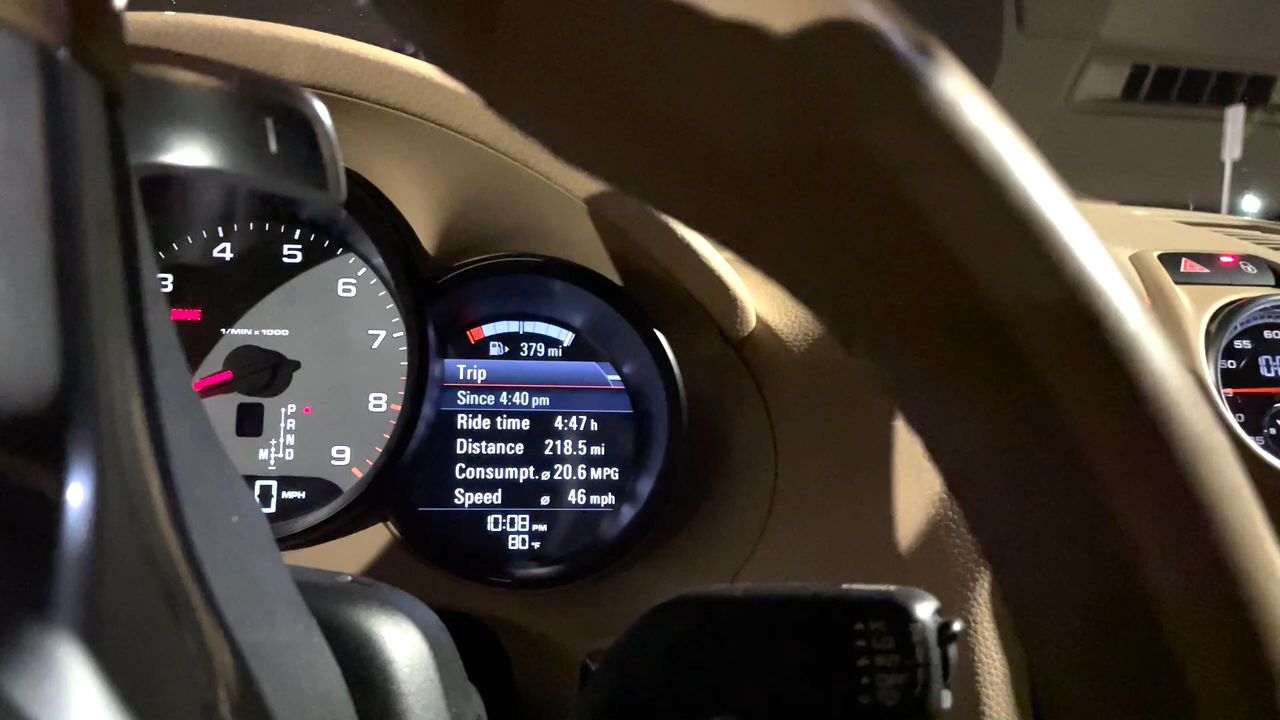 3
4
5
6
7
8
9
1/MIN x 1000
P
R
N
D
M
+
-
0 MPH
379 mi
Trip
Since 4:40 pm
Ride time 4:47 h
Distance 218.5 mi
Consumpt. ø 20.6 MPG
Speed ø 46 mph
10:08 PM
80 °F
60
55
50